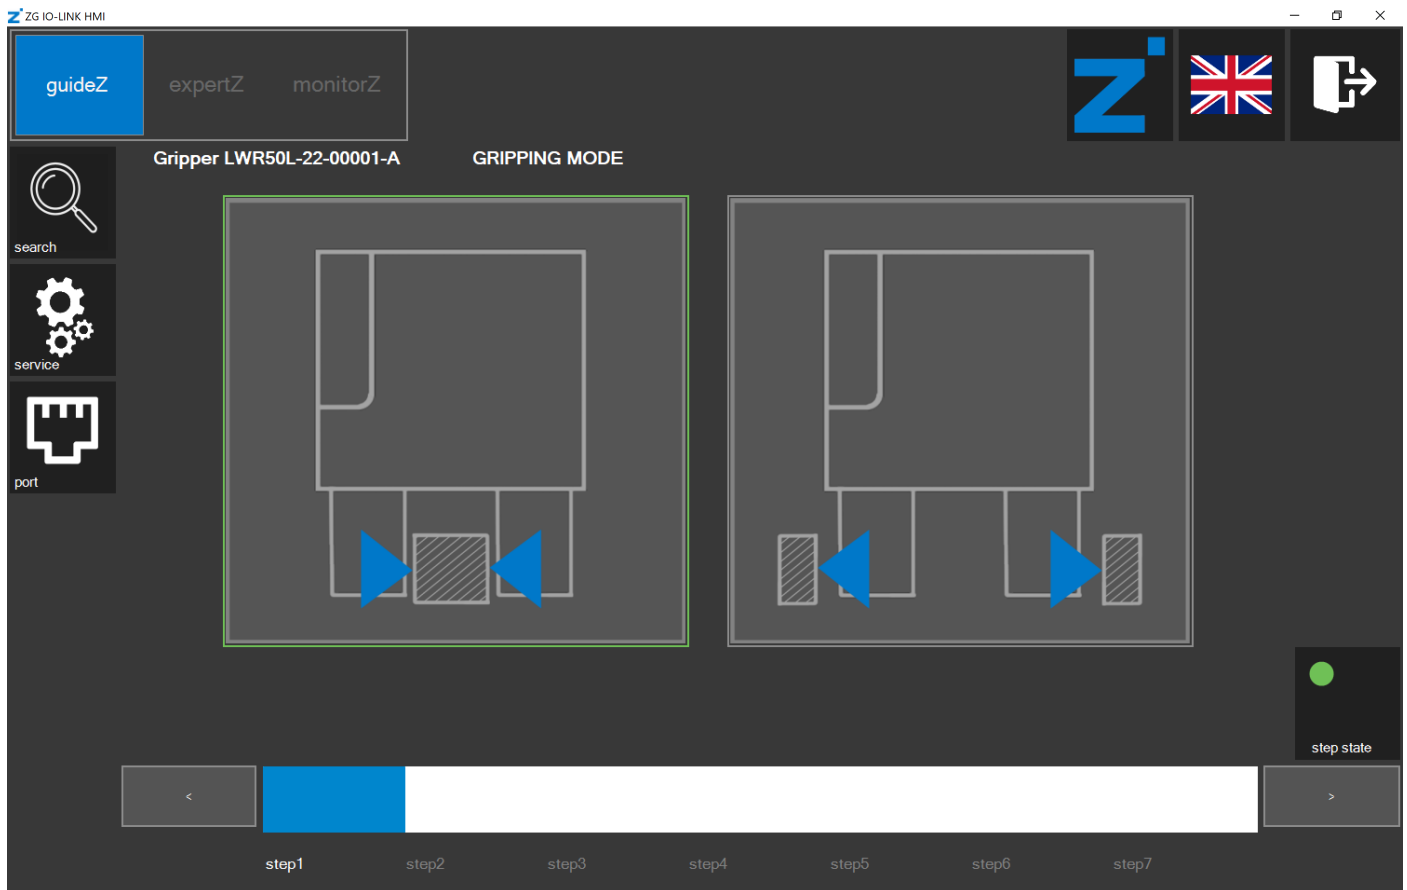 ZG IO-LINK HMI
guideZ expertZ monitorZ
Gripper LWR50L-22-00001-A GRIPPING MODE
search
service
port
step state
< >
step1 step2 step3 step4 step5 step6 step7